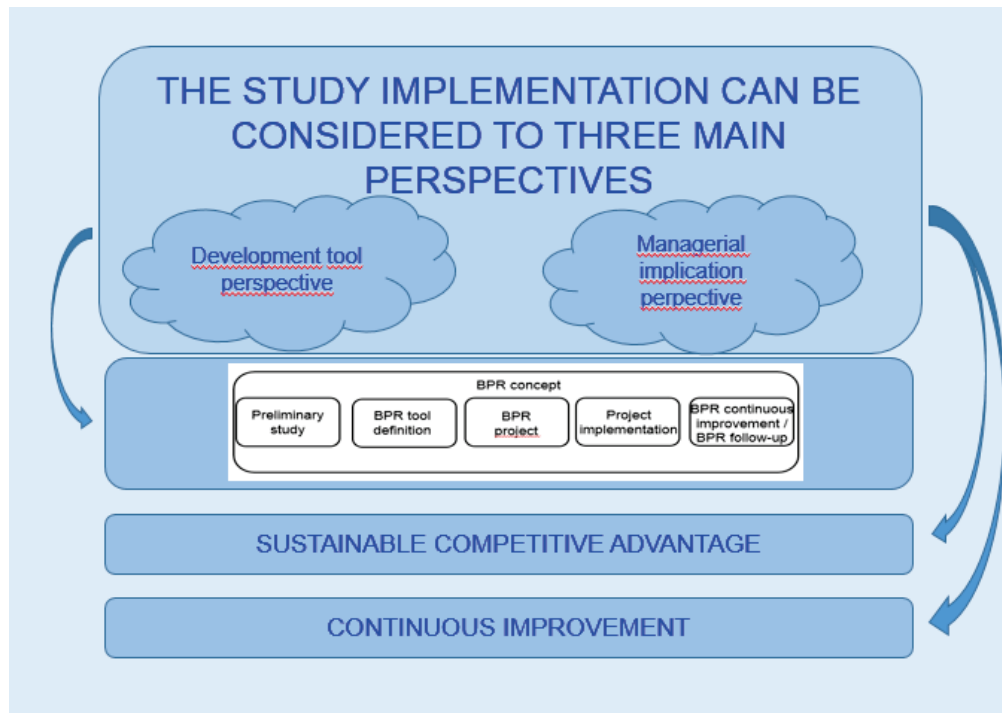 THE STUDY IMPLEMENTATION CAN BE
CONSIDERED TO THREE MAIN
PERSPECTIVES
Development tool
perspective
Managerial
implication
perpective
BPR concept
Preliminary
study
BPR tool
definition
BPR
project
Project
implementation
BPR continuous
improvement /
BPR follow-up
SUSTAINABLE COMPETITIVE ADVANTAGE
CONTINUOUS IMPROVEMENT